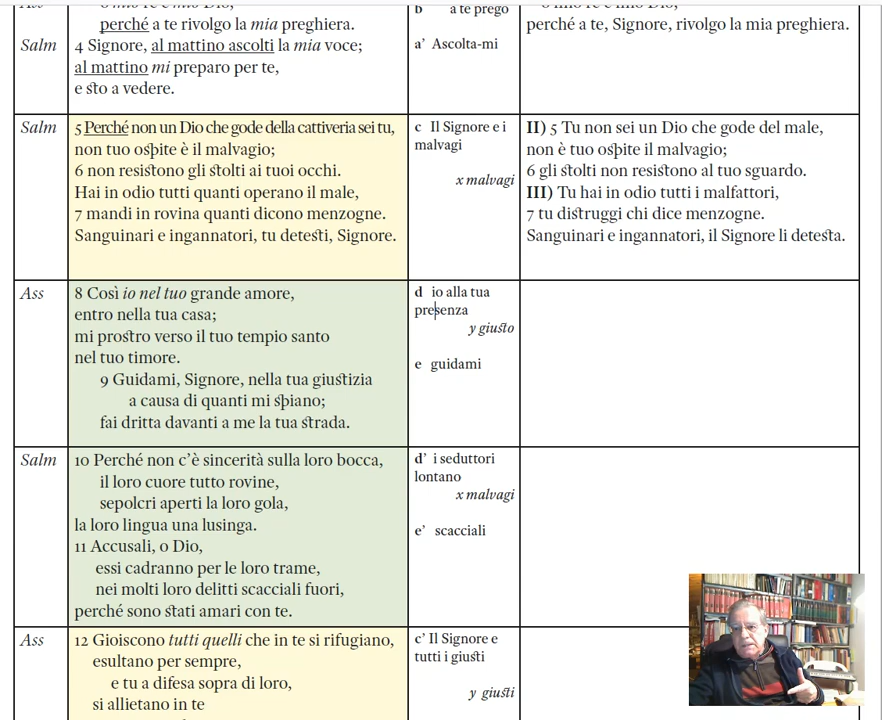 Ass
perché a te rivolgo la mia preghiera.
b a te prego
perché a te, Signore, rivolgo la mia preghiera.
Salm
4 Signore, al mattino ascolti la mia voce;
al mattino mi preparo per te,
e sto a vedere.
a’ Ascolta-mi
Salm
5 Perché non un Dio che gode della cattiveria sei tu,
non tuo ospite è il malvagio;
6 non resistono gli stolti ai tuoi occhi.
Hai in odio tutti quanti operano il male,
7 mandi in rovina quanti dicono menzogne.
Sanguinari e ingannatori, tu detesti, Signore.
c Il Signore e i
malvagi
x malvagi
II) 5 Tu non sei un Dio che gode del male,
non è tuo ospite il malvagio;
6 gli stolti non resistono al tuo sguardo.
III) Tu hai in odio tutti i malfattori,
7 tu distruggi chi dice menzogne.
Sanguinari e ingannatori, il Signore li detesta.
Ass
8 Così io nel tuo grande amore,
entro nella tua casa;
mi prostro verso il tuo tempio santo
nel tuo timore.
9 Guidami, Signore, nella tua giustizia
a causa di quanti mi spiano;
fai dritta davanti a me la tua strada.
d io alla tua
presenza
y giusto
e guidami
Salm
10 Perché non c’è sincerità sulla loro bocca,
il loro cuore tutto rovine,
sepolcri aperti la loro gola,
la loro lingua una lusinga.
11 Accusali, o Dio,
essi cadranno per le loro trame,
nei molti loro delitti scacciali fuori,
perché sono stati amari con te.
d’ i seduttori
lontano
x malvagi
e’ scacciali
Ass
12 Gioiscono tutti quelli che in te si rifugiano,
esultano per sempre,
e tu a difesa sopra di loro,
si allietano in te
c’ Il Signore e
tutti i giusti
y giusti